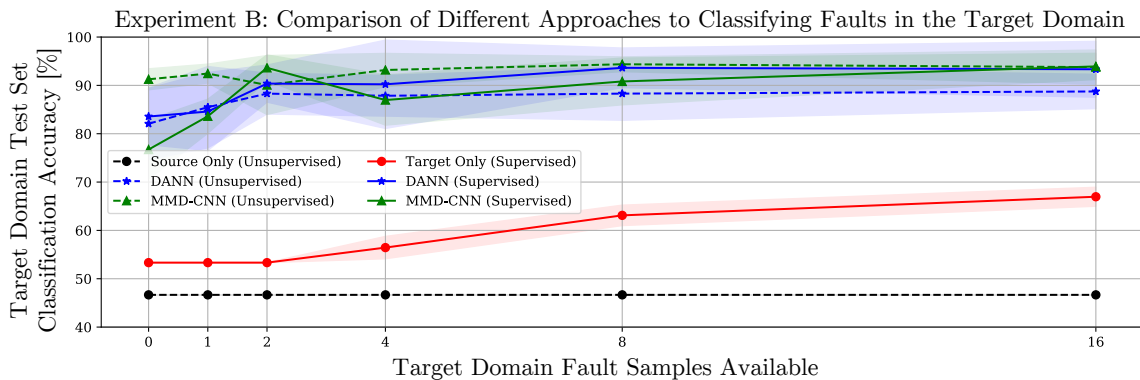 Experiment B: Comparison of Different Approaches to Classifying Faults in the Target Domain
Target Domain Test Set
Classification Accuracy [%]
100
90
80
70
60
50
40
Source Only (Unsupervised)
DANN (Unsupervised)
MMD-CNN (Unsupervised)
Target Only (Supervised)
DANN (Supervised)
MMD-CNN (Supervised)
0 1 2 4 8 16
Target Domain Fault Samples Available